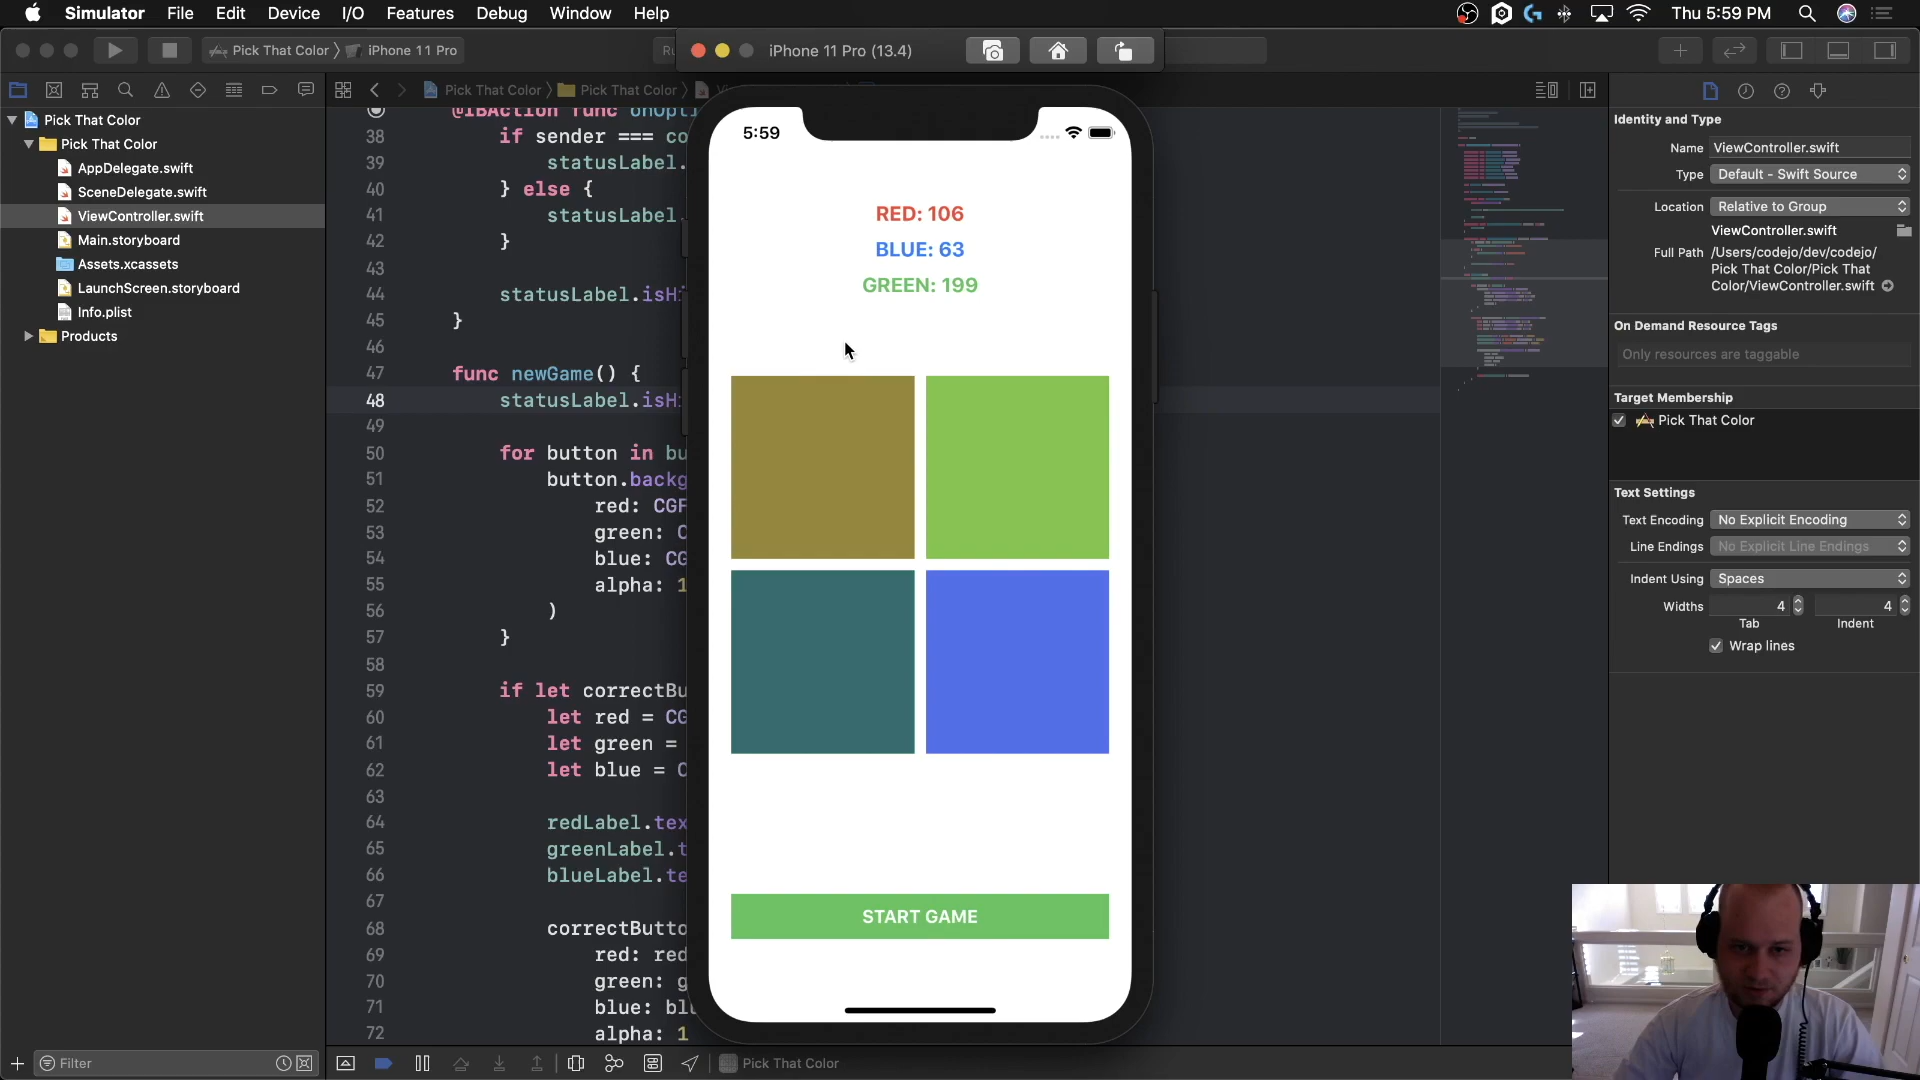 Simulator File Edit Device I/O Features Debug Window Help Thu 5:59 PM
Pick That Color iPhone 11 Pro
iPhone 11 Pro (13.4)
Pick That Color Pick That Color
Pick That Color
Pick That Color
AppDelegate.swift
SceneDelegate.swift
ViewController.swift
Main.storyboard
Assets.xcassets
LaunchScreen.storyboard
Info.plist
Products
Filter
@IBAction func onOpti
38 if sender === co
39 statusLabel.
40 } else {
41 statusLabel.
42 }
43
44 statusLabel.isHi
45 }
46
47 func newGame() {
48 statusLabel.isHi
49
50 for button in bu
51 button.backg
52 red: CGF
53 green: C
54 blue: CG
55 alpha: 1
56 )
57 }
58
59 if let correctBu
60 let red = CG
61 let green =
62 let blue = C
63
64 redLabel.tex
65 greenLabel.t
66 blueLabel.te
67
68 correctButto
69 red: red
70 green: g
71 blue: blu
72 alpha: 1
Pick That Color
5:59
RED: 106
BLUE: 63
GREEN: 199
START GAME
Identity and Type
Name ViewController.swift
Type Default - Swift Source
Location Relative to Group
ViewController.swift
Full Path /Users/codejo/dev/codejo/
Pick That Color/Pick That
Color/ViewController.swift
On Demand Resource Tags
Only resources are taggable
Target Membership
Pick That Color
Text Settings
Text Encoding No Explicit Encoding
Line Endings No Explicit Line Endings
Indent Using Spaces
Widths 4 4
Tab Indent
Wrap lines